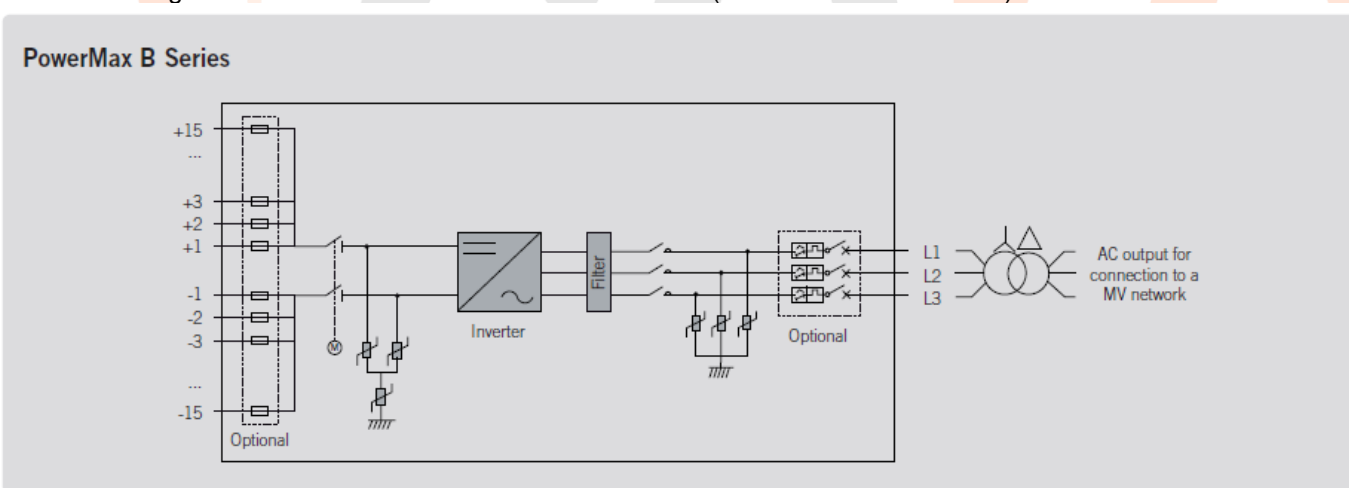 PowerMax B Series
+15
...
+3
+2
+1
-1
-2
-3
...
-15
Optional
M
Inverter
Filter
Optional
L1
L2
L3
AC output for
connection to a
MV network